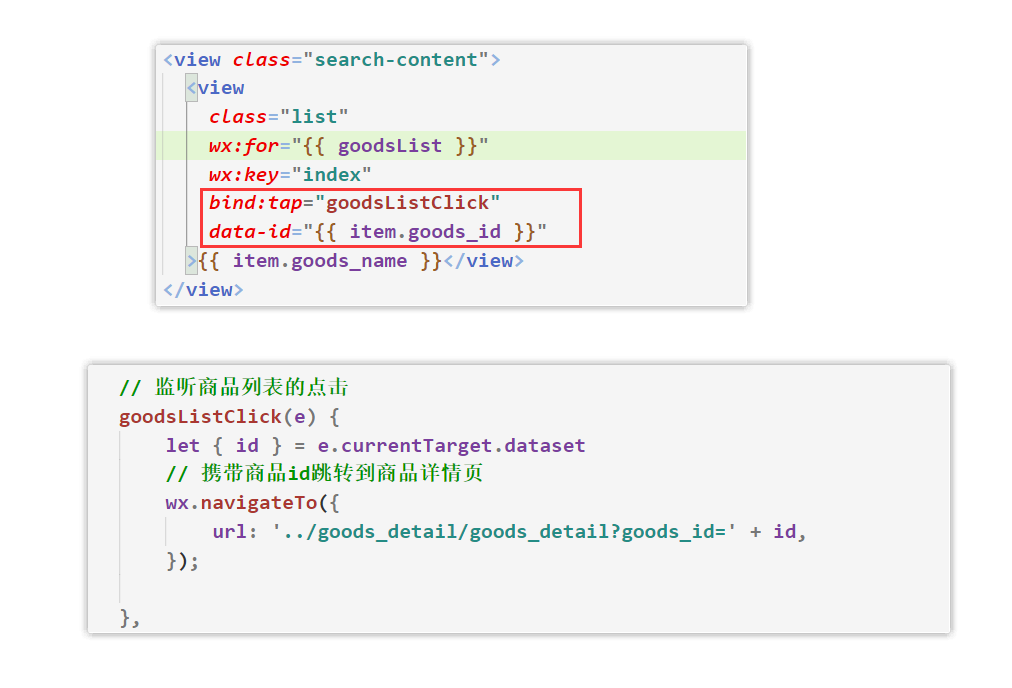 <view class="search-content">
<view
class="list"
wx:for="{{ goodsList }}"
wx:key="index"
bind:tap="goodsListClick"
data-id="{{ item.goods_id }}"
>{{ item.goods_name }}</view>
</view>
// 监听商品列表的点击
goodsListClick(e) {
let { id } = e.currentTarget.dataset
// 携带商品id跳转到商品详情页
wx.navigateTo({
url: '../goods_detail/goods_detail?goods_id=' + id,
});
},